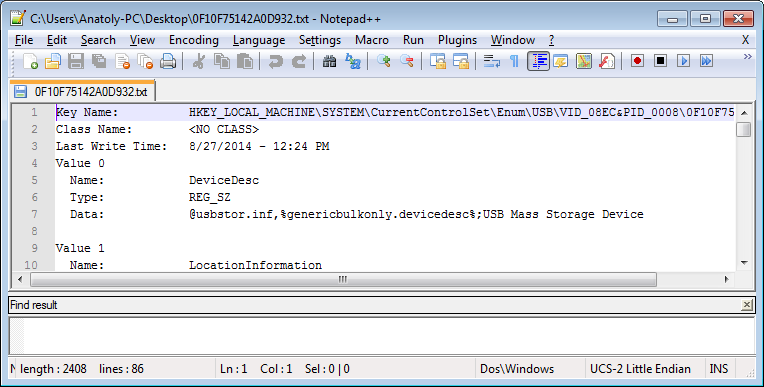 C:\Users\Anatoly-PC\Desktop\0F10F75142A0D932.txt - Notepad++
File Edit Search View Encoding Language Settings Macro Run Plugins Window ? X
0F10F75142A0D932.txt
1 Key Name: HKEY_LOCAL_MACHINE\SYSTEM\CurrentControlSet\Enum\USB\VID_08EC&PID_0008\0F10F75
2 Class Name: <NO CLASS>
3 Last Write Time: 8/27/2014 - 12:24 PM
4 Value 0
5 Name: DeviceDesc
6 Type: REG_SZ
7 Data: @usbstor.inf,%genericbulkonly.devicedesc%;USB Mass Storage Device
8
9 Value 1
10 Name: LocationInformation
Find result
N length : 2408 lines : 86 Ln : 1 Col : 1 Sel : 0 | 0 Dos\Windows UCS-2 Little Endian INS